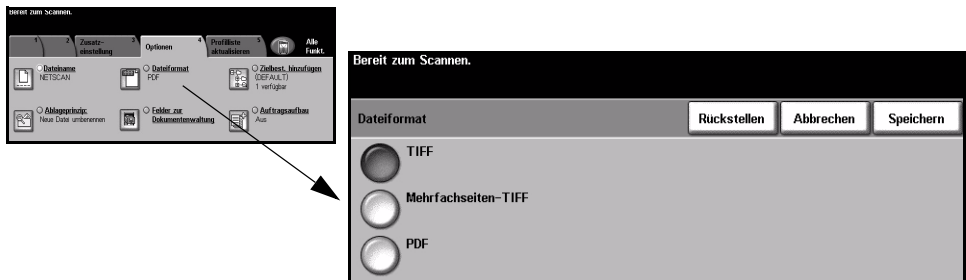 Bereit zum Scannen.
1 2 Zusatz-
einstellung 3 Optionen 4 Profilliste
aktualisieren 5 Alle
Funkt.
Dateiname
NETSCAN
Dateiformat
PDF
Zielbest. hinzufügen
(DEFAULT)
1 verfügbar
Ablageprinzip:
Neue Datei umbenennen
Felder zur
Dokumentenwaltung
Auftragsaufbau
Aus
Bereit zum Scannen.
Dateiformat
Rückstellen
Abbrechen
Speichern
TIFF
Mehrfachseiten-TIFF
PDF